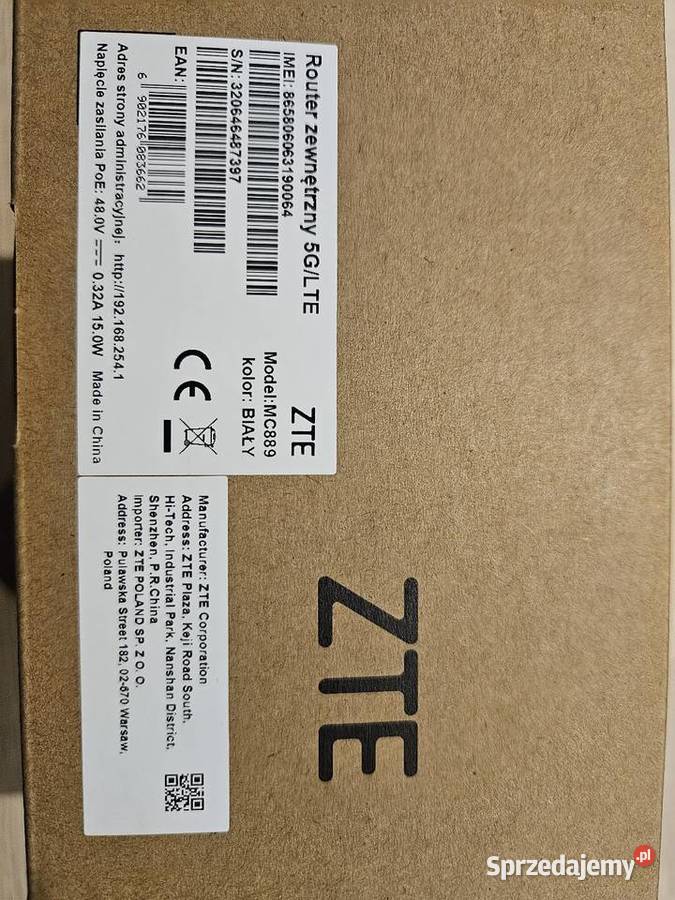 Router zewnętrzny 5G/LTE
ZTE
IMEI: 865806063190064
Model:MC889
kolor: BIAŁY
S/N: 320646487397
EAN:
6 902176 083662
CE
Adres strony administracyjnej: http://192.168.254.1
Napięcie zasilania PoE: 48.0V 0.32A 15.0W Made in China
Manufacturer: ZTE Corporation
Address: ZTE Plaza, Keji Road South,
Hi-Tech, Industrial Park, Nanshan District,
Shenzhen, P.R.China
Importer: ZTE POLAND SP. Z O. O.
Address: Pulawska Street 182, 02-670 Warsaw,
Poland
ZTE
Sprzedajemy.pl